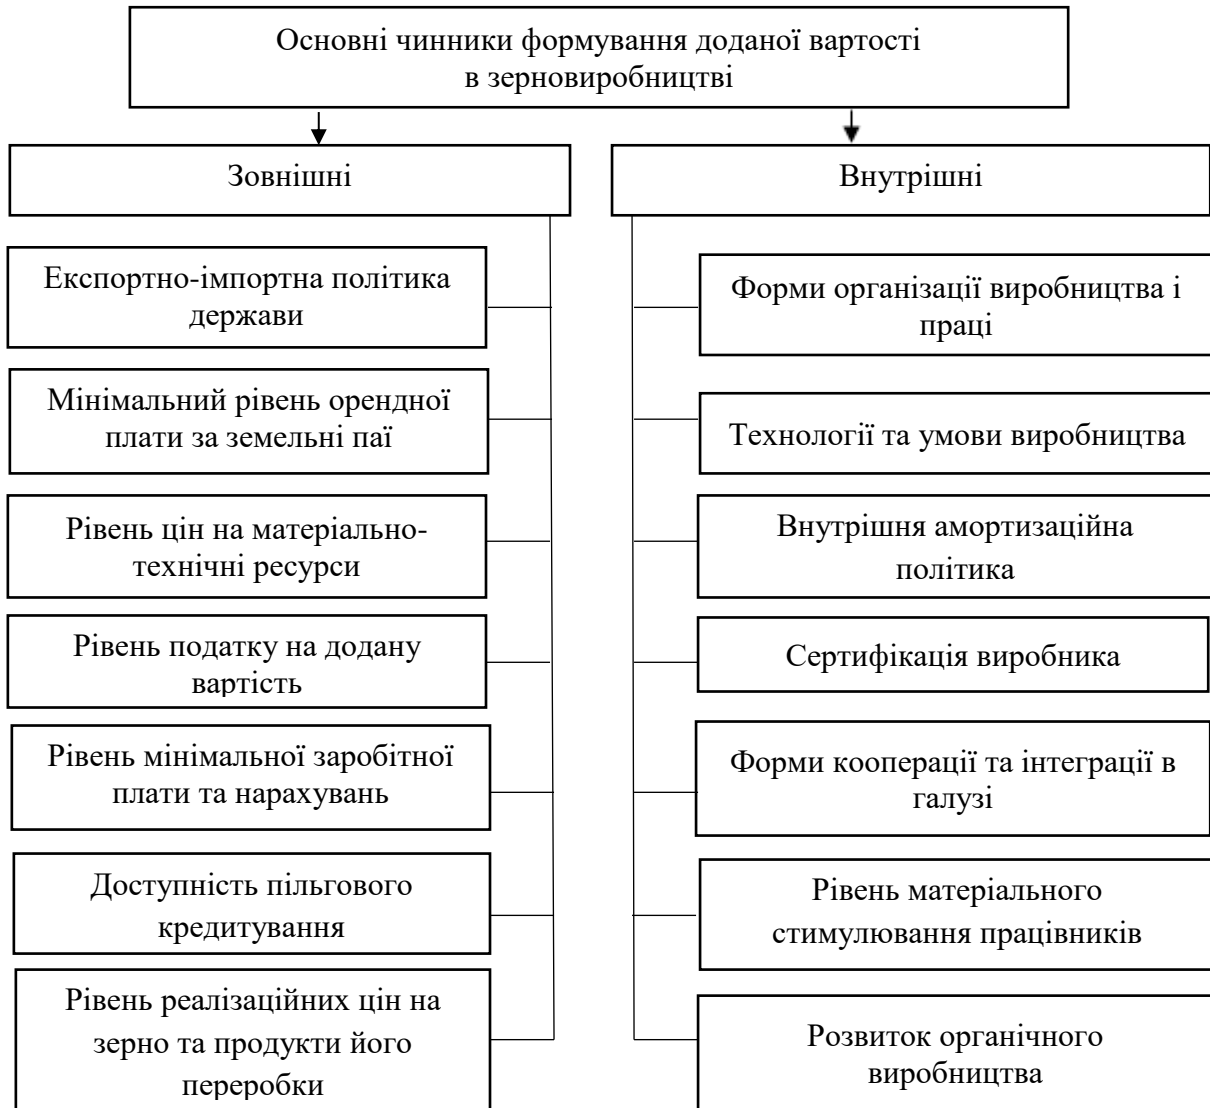 Основні чинники формування доданої вартості
в зерновиробництві
Зовнішні
Експортно-імпортна політика
держави
Мінімальний рівень орендної
плати за земельні паї
Рівень цін на матеріально-
технічні ресурси
Рівень податку на додану
вартість
Рівень мінімальної заробітної
плати та нарахувань
Доступність пільгового
кредитування
Рівень реалізаційних цін на
зерно та продукти його
переробки
Внутрішні
Форми організації виробництва і
праці
Технології та умови виробництва
Внутрішня амортизаційна
політика
Сертифікація виробника
Форми кооперації та інтеграції в
галузі
Рівень матеріального
стимулювання працівників
Розвиток органічного
виробництва